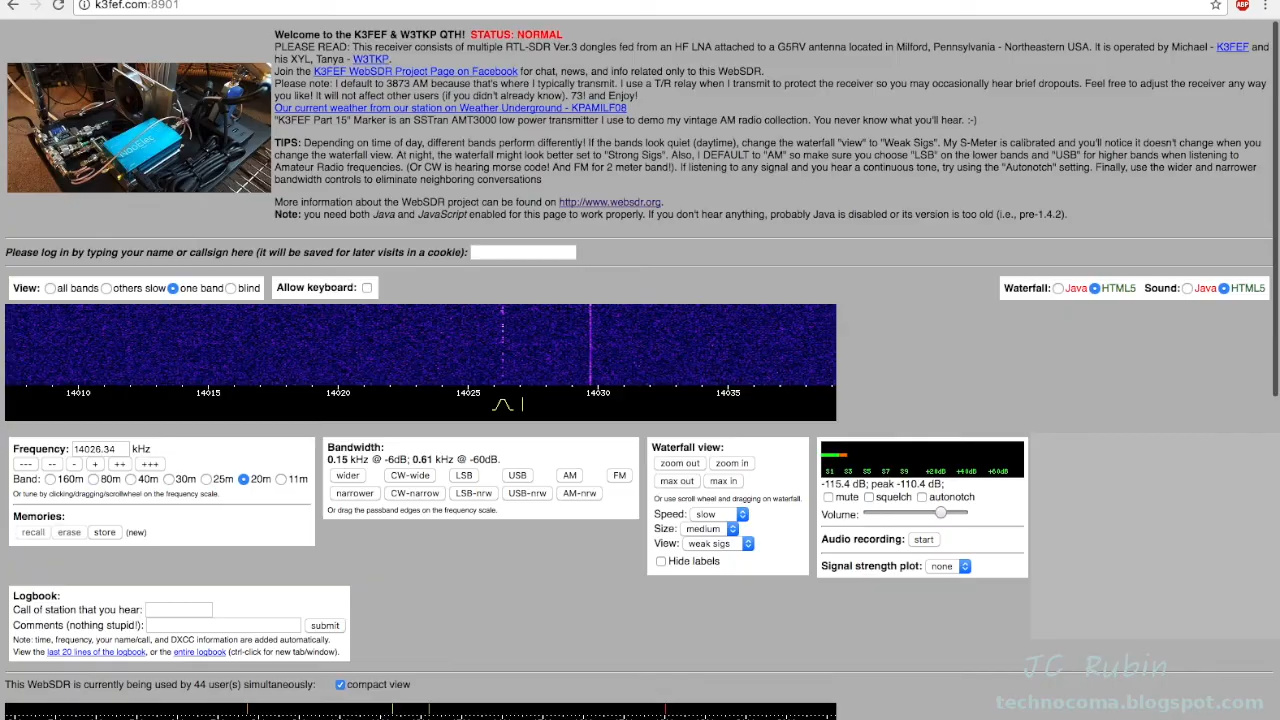 k3fef.com:8901
ABP
Welcome to the K3FEF & W3TKP QTH! STATUS: NORMAL
PLEASE READ: This receiver consists of multiple RTL-SDR Ver.3 dongles fed from an HF LNA attached to a G5RV antenna located in Milford, Pennsylvania - Northeastern USA. It is operated by Michael - K3FEF and
his XYL, Tanya - W3TKP.
Join the K3FEF WebSDR Project Page on Facebook for chat, news, and info related only to this WebSDR.
Please note: I default to 3873 AM because that's where I typically transmit. I use a T/R relay when I transmit to protect the receiver so you may occasionally hear brief dropouts. Feel free to adjust the receiver any way
you like! It will not affect other users (if you didn't already know). 73! and Enjoy!
Our current weather from our station on Weather Underground - KPAMILF08
"K3FEF Part 15" Marker is an SSTran AMT3000 low power transmitter I use to demo my vintage AM radio collection. You never know what you'll hear. :-)
TIPS: Depending on time of day, different bands perform differently! If the bands look quiet (daytime), change the waterfall "view" to "Weak Sigs". My S-Meter is calibrated and you'll notice it doesn't change when you
change the waterfall view. At night, the waterfall might look better set to "Strong Sigs". Also, I DEFAULT to "AM" so make sure you choose "LSB" on the lower bands and "USB" for higher bands when listening to
Amateur Radio frequencies. (Or CW is hearing morse code! And FM for 2 meter band!). If listening to any signal and you hear a continuous tone, try using the "Autonotch" setting. Finally, use the wider and narrower
bandwidth controls to eliminate neighboring conversations
More information about the WebSDR project can be found on http://www.websdr.org.
Note: you need both Java and JavaScript enabled for this page to work properly. If you don't hear anything, probably Java is disabled or its version is too old (i.e., pre-1.4.2).
Please log in by typing your name or callsign here (it will be saved for later visits in a cookie):
View: all bands others slow one band blind Allow keyboard: Waterfall: Java HTML5 Sound: Java HTML5
14010 14015 14020 14025 14030 14035
Frequency: 14026.34 kHz
--- -- - + ++ +++
Band: 160m 80m 40m 30m 25m 20m 11m
Or tune by clicking/dragging/scrollwheel on the frequency scale.
Memories:
recall erase store (new)
Bandwidth:
0.15 kHz @ -6dB; 0.61 kHz @ -60dB.
wider CW-wide LSB USB AM FM
narrower CW-narrow LSB-nrw USB-nrw AM-nrw
Or drag the passband edges on the frequency scale.
Waterfall view:
zoom out zoom in
max out max in
Or use scroll wheel and dragging on waterfall.
Speed: slow
Size: medium
View: weak sigs
Hide labels
S1 S3 S5 S7 S9 +20dB +40dB +60dB
-115.4 dB; peak -110.4 dB;
mute squelch autonotch
Volume:
Audio recording: start
Signal strength plot: none
Logbook:
Call of station that you hear:
Comments (nothing stupid!): submit
Note: time, frequency, your name/call, and DXCC information are added automatically.
View the last 20 lines of the logbook, or the entire logbook (ctrl-click for new tab/window).
This WebSDR is currently being used by 44 user(s) simultaneously: compact view
JG Rubin
technocoma.blogspot.com